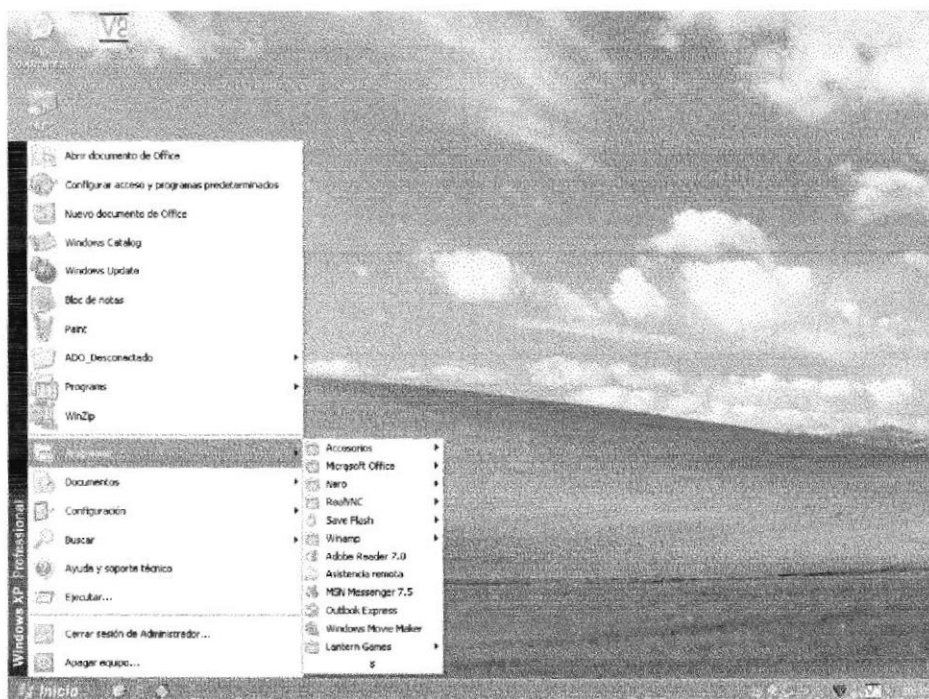 Abrir documento de Office
Configurar acceso y programas predeterminados
Nuevo documento de Office
Windows Catalog
Windows Update
Bloc de notas
Paint
ADO_Desconectado
Programs
WinZip
Documentos
Configuración
Buscar
Ayuda y soporte técnico
Ejecutar...
Cerrar sesión de Administrador...
Apagar equipo...
Windows XP Professional
Accesorios
Microsoft Office
Nero
RealVNC
Save Flash
Winamp
Adobe Reader 7.0
Asistencia remota
MSN Messenger 7.5
Outlook Express
Windows Movie Maker
Lantern Games
Inicio